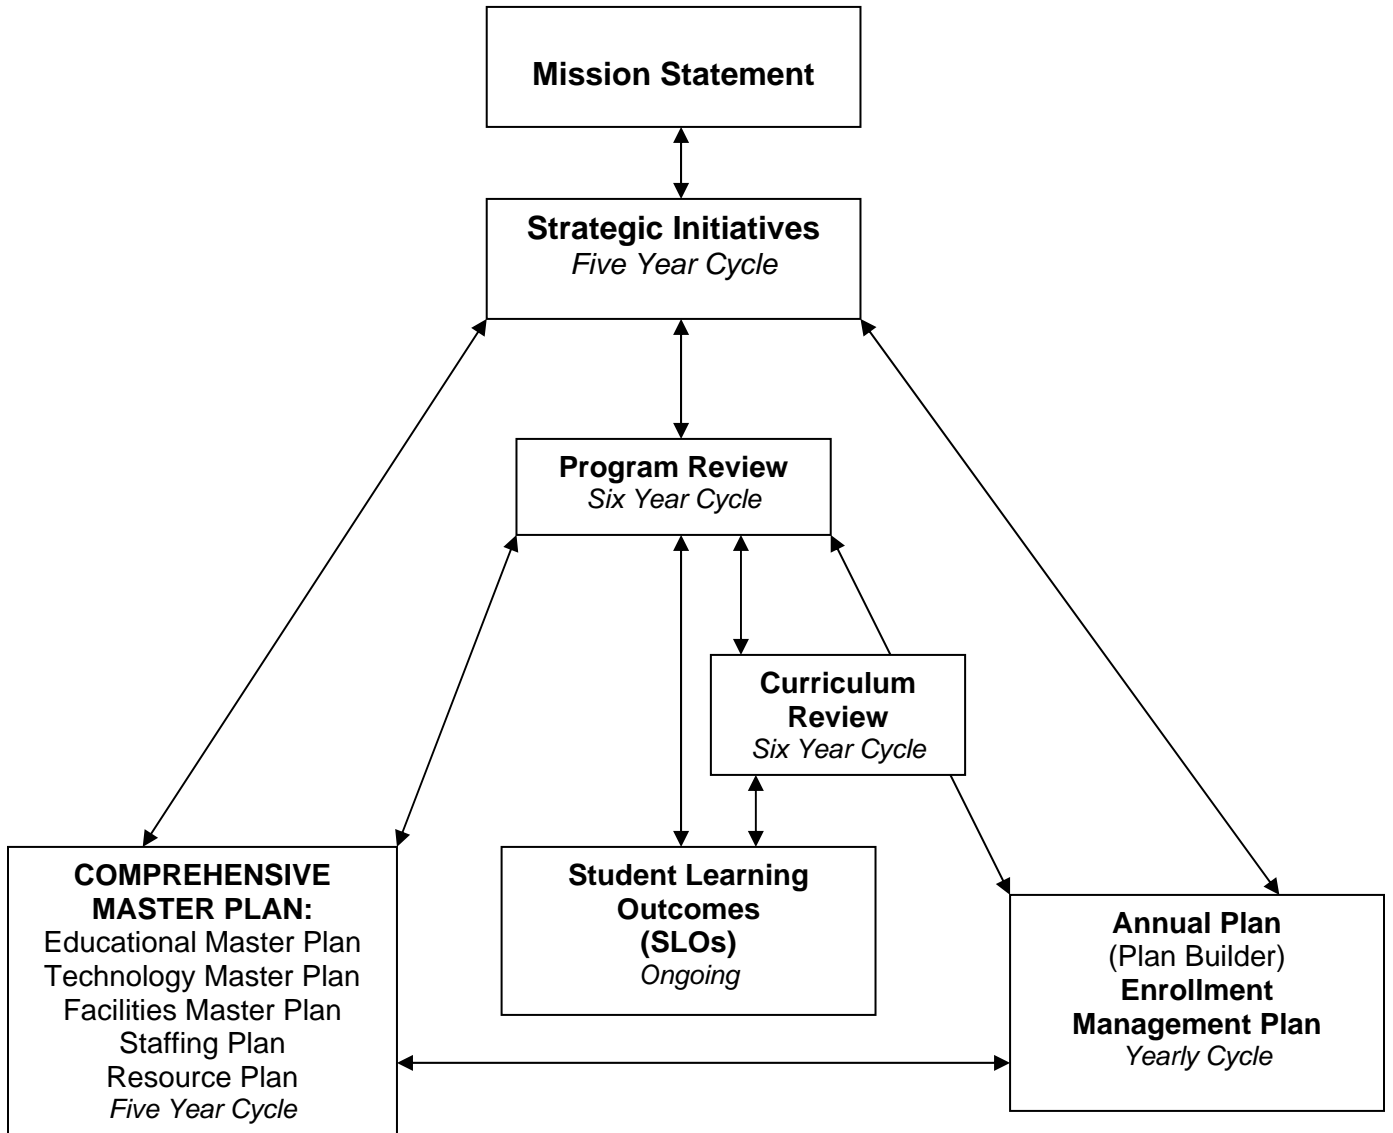 Mission Statement
Strategic Initiatives
Five Year Cycle
Program Review
Six Year Cycle
Curriculum
Review
Six Year Cycle
COMPREHENSIVE
MASTER PLAN:
Educational Master Plan
Technology Master Plan
Facilities Master Plan
Staffing Plan
Resource Plan
Five Year Cycle
Student Learning
Outcomes
(SLOs)
Ongoing
Annual Plan
(Plan Builder)
Enrollment
Management Plan
Yearly Cycle